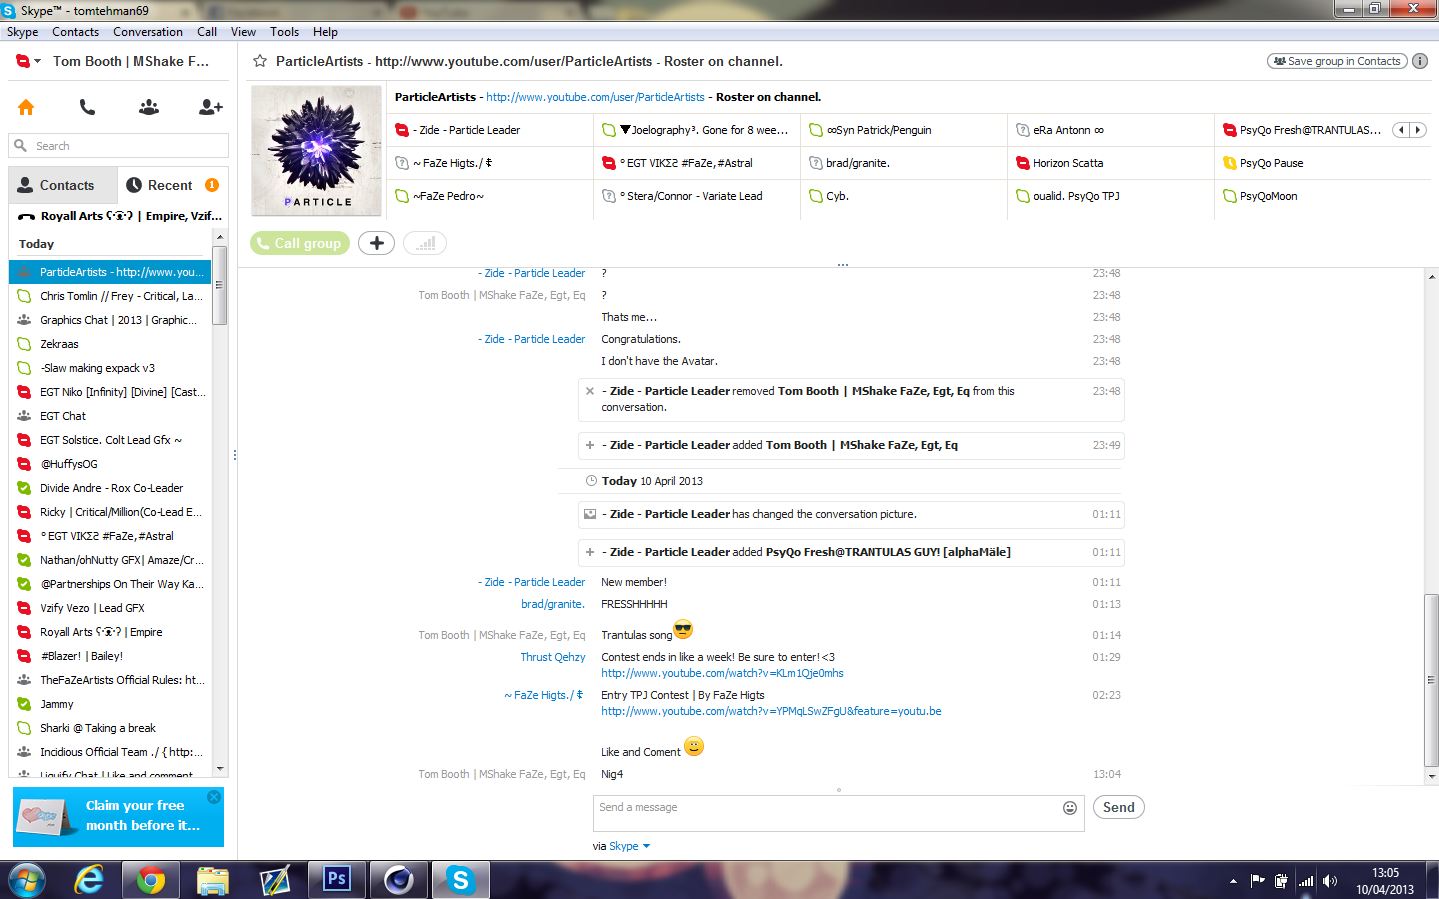 Skype™ - tomtehman69
Skype Contacts Conversation Call View Tools Help
Tom Booth | MShake F...
ParticleArtists - http://www.youtube.com/user/ParticleArtists - Roster on channel.
Save group in Contacts
Search
Contacts
Recent 1
Royall Arts ʕ·ᴥ·ʔ | Empire, Vzif...
Today
ParticleArtists - http://www.you...
Chris Tomlin // Frey - Critical, La...
Graphics Chat | 2013 | Graphic...
Zekraas
-Slaw making expack v3
EGT Niko [Infinity] [Divine] [Cast...
EGT Chat
EGT Solstice. Colt Lead Gfx ~
@HuffysOG
Divide Andre - Rox Co-Leader
Ricky | Critical/Million(Co-Lead E...
° EGT VIKΣƧ #FaZe, #Astral
Nathan/ohNutty GFX| Amaze/Cr...
@Partnerships On Their Way Ka...
Vzify Vezo | Lead GFX
Royall Arts ʕ·ᴥ·ʔ | Empire
#Blazer! | Bailey!
TheFaZeArtists Official Rules: ht...
Jammy
Sharki @ Taking a break
Incidious Official Team ./ { http:...
Liquify Chat | Like and comment
Claim your free
month before it...
PARTICLE
ParticleArtists - http://www.youtube.com/user/ParticleArtists - Roster on channel.
- Zide - Particle Leader
▼Joelography³. Gone for 8 wee...
∞Syn Patrick/Penguin
eRa Antonn ∞
PsyQo Fresh@TRANTULAS...
~ FaZe Higts./
° EGT VIKΣƧ #FaZe, #Astral
brad/granite.
Horizon Scatta
PsyQo Pause
~FaZe Pedro~
° Stera/Connor - Variate Lead
Cyb.
oualid. PsyQo TPJ
PsyQoMoon
Call group
- Zide - Particle Leader ? 23:48
Tom Booth | MShake FaZe, Egt, Eq ? 23:48
Thats me... 23:48
- Zide - Particle Leader Congratulations. 23:48
I don't have the Avatar. 23:48
- Zide - Particle Leader removed Tom Booth | MShake FaZe, Egt, Eq from this 23:48
conversation.
- Zide - Particle Leader added Tom Booth | MShake FaZe, Egt, Eq 23:49
Today 10 April 2013
- Zide - Particle Leader has changed the conversation picture. 01:11
- Zide - Particle Leader added PsyQo Fresh@TRANTULAS GUY! [alphaMäle] 01:11
- Zide - Particle Leader New member! 01:11
brad/granite. FRESSHHHHH 01:13
Tom Booth | MShake FaZe, Egt, Eq Trantulas song 01:14
Thrust Qehzy Contest ends in like a week! Be sure to enter!<3 01:29
http://www.youtube.com/watch?v=KLm1Qje0mhs
~ FaZe Higts./ Entry TPJ Contest | By FaZe Higts 02:23
http://www.youtube.com/watch?v=YPMqLSwZFgU&feature=youtu.be
Like and Coment
Tom Booth | MShake FaZe, Egt, Eq Nig4 13:04
Send a message
Send
via Skype
Ps
13:05
10/04/2013